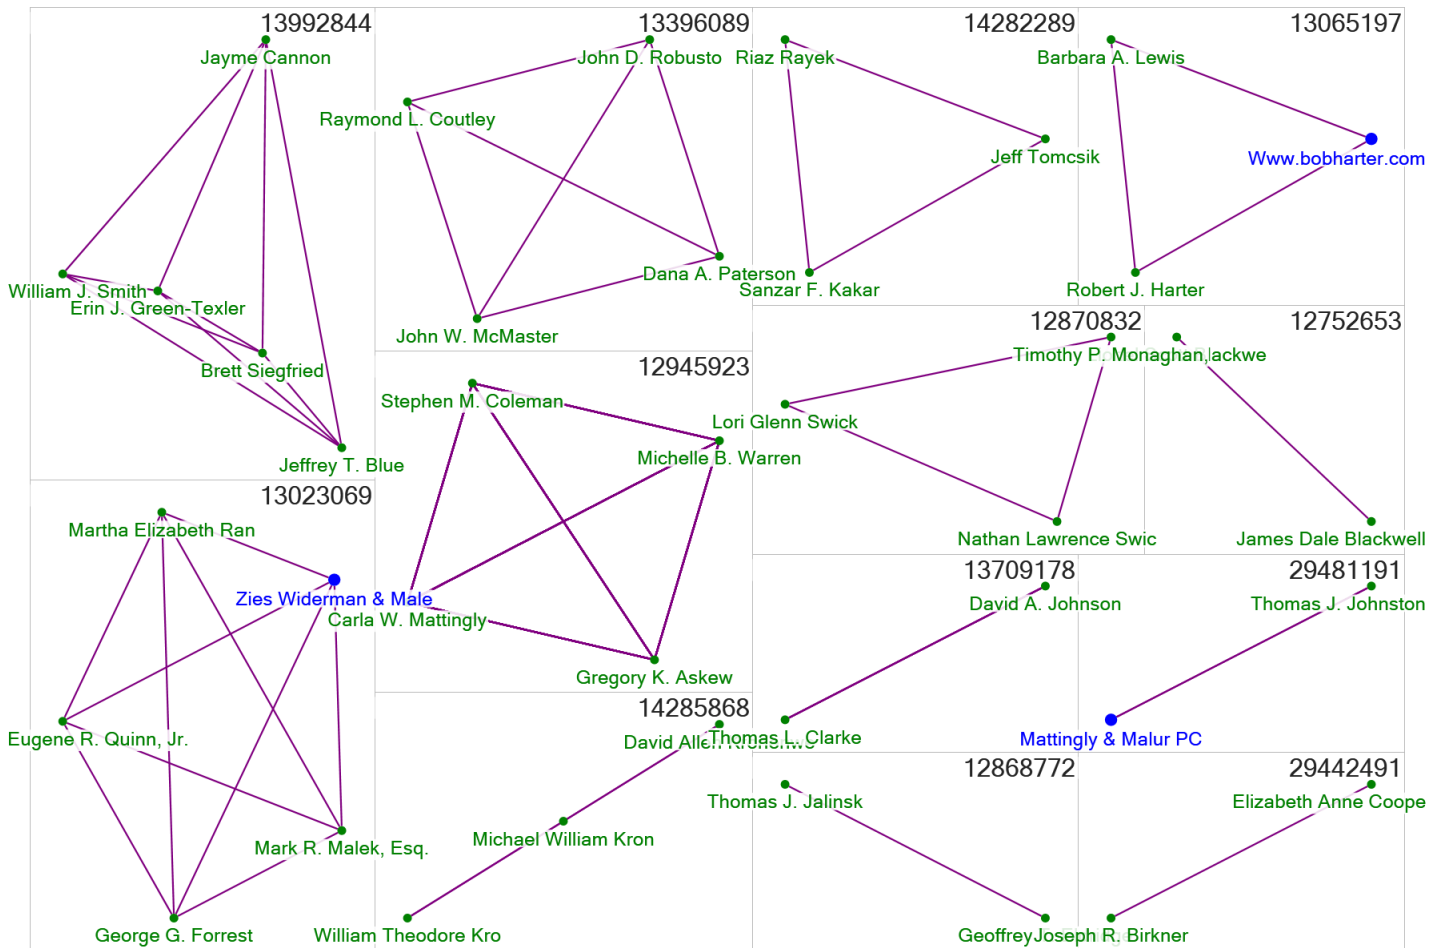 13992844
Jayme Cannon
William J. Smith
Erin J. Green-Texler
Brett Siegfried
Jeffrey T. Blue
13396089
John D. Robusto
Raymond L. Coutley
Dana A. Paterson
John W. McMaster
14282289
Riaz Rayek
Jeff Tomcsik
Sanzar F. Kakar
13065197
Barbara A. Lewis
Www.bobharter.com
Robert J. Harter
12945923
Stephen M. Coleman
Michelle B. Warren
Carla W. Mattingly
Gregory K. Askew
12870832
Timothy P. Monaghan,
Lori Glenn Swick
Nathan Lawrence Swic
12752653
James Dale Blackwell
13023069
Martha Elizabeth Ran
Zies Widerman & Male
Eugene R. Quinn, Jr.
Mark R. Malek, Esq.
George G. Forrest
14285868
David Allen
Michael William Kron
William Theodore Kro
13709178
David A. Johnson
Thomas L. Clarke
29481191
Thomas J. Johnston
Mattingly & Malur PC
12868772
Thomas J. Jalinsk
Geoffrey
29442491
Elizabeth Anne Coope
Joseph R. Birkner